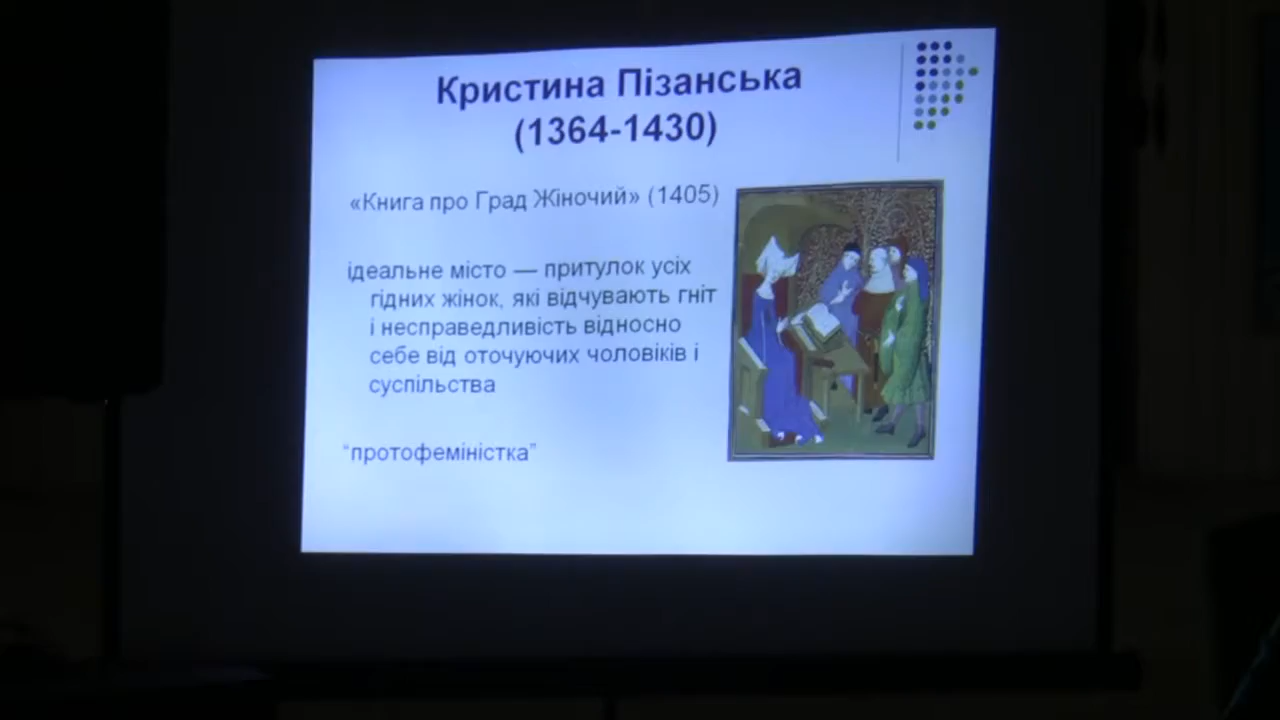 Кристина Пізанська
(1364-1430)
«Книга про Град Жіночий» (1405)
ідеальне місто — притулок усіх
гідних жінок, які відчувають гніт
і несправедливість відносно
себе від оточуючих чоловіків і
суспільства
“протофеміністка”